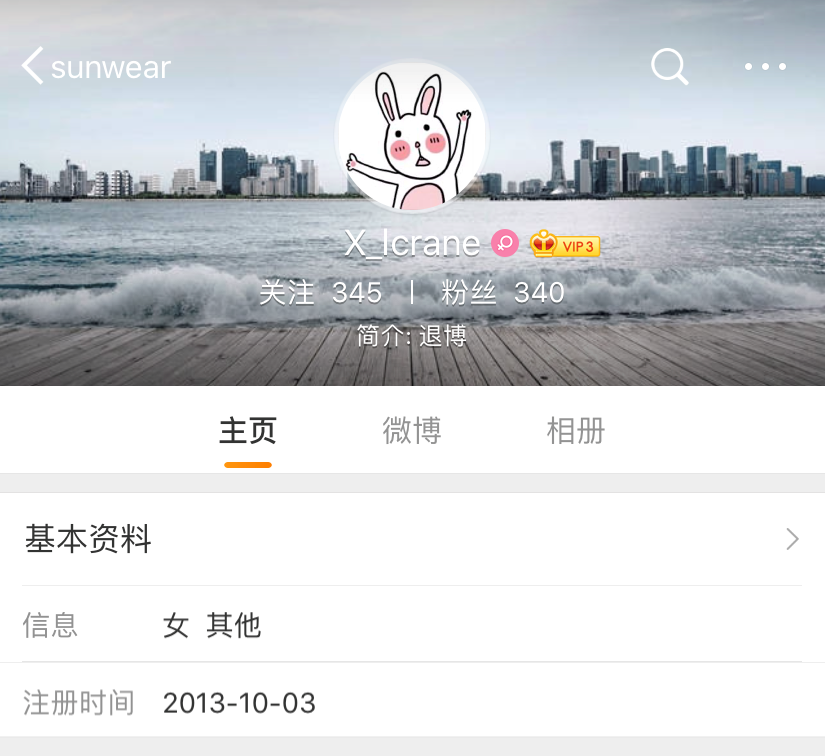 sunwear
X_lcrane VIP 3
关注 345 | 粉丝 340
简介: 退博
主页 微博 相册
基本资料
信息 女 其他
注册时间 2013-10-03